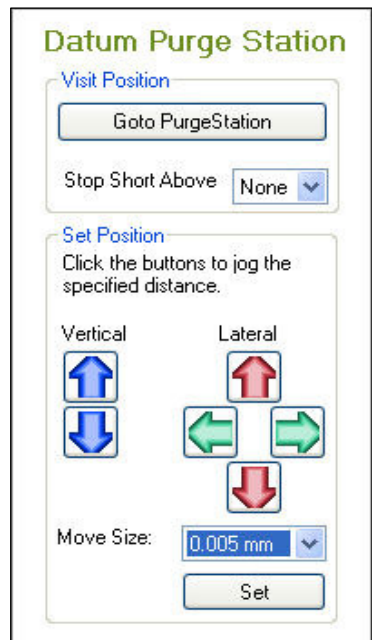 Datum Purge Station
Visit Position
Goto PurgeStation
Stop Short Above None
Set Position
Click the buttons to jog the
specified distance.
Vertical Lateral
Move Size: 0.005 mm
Set